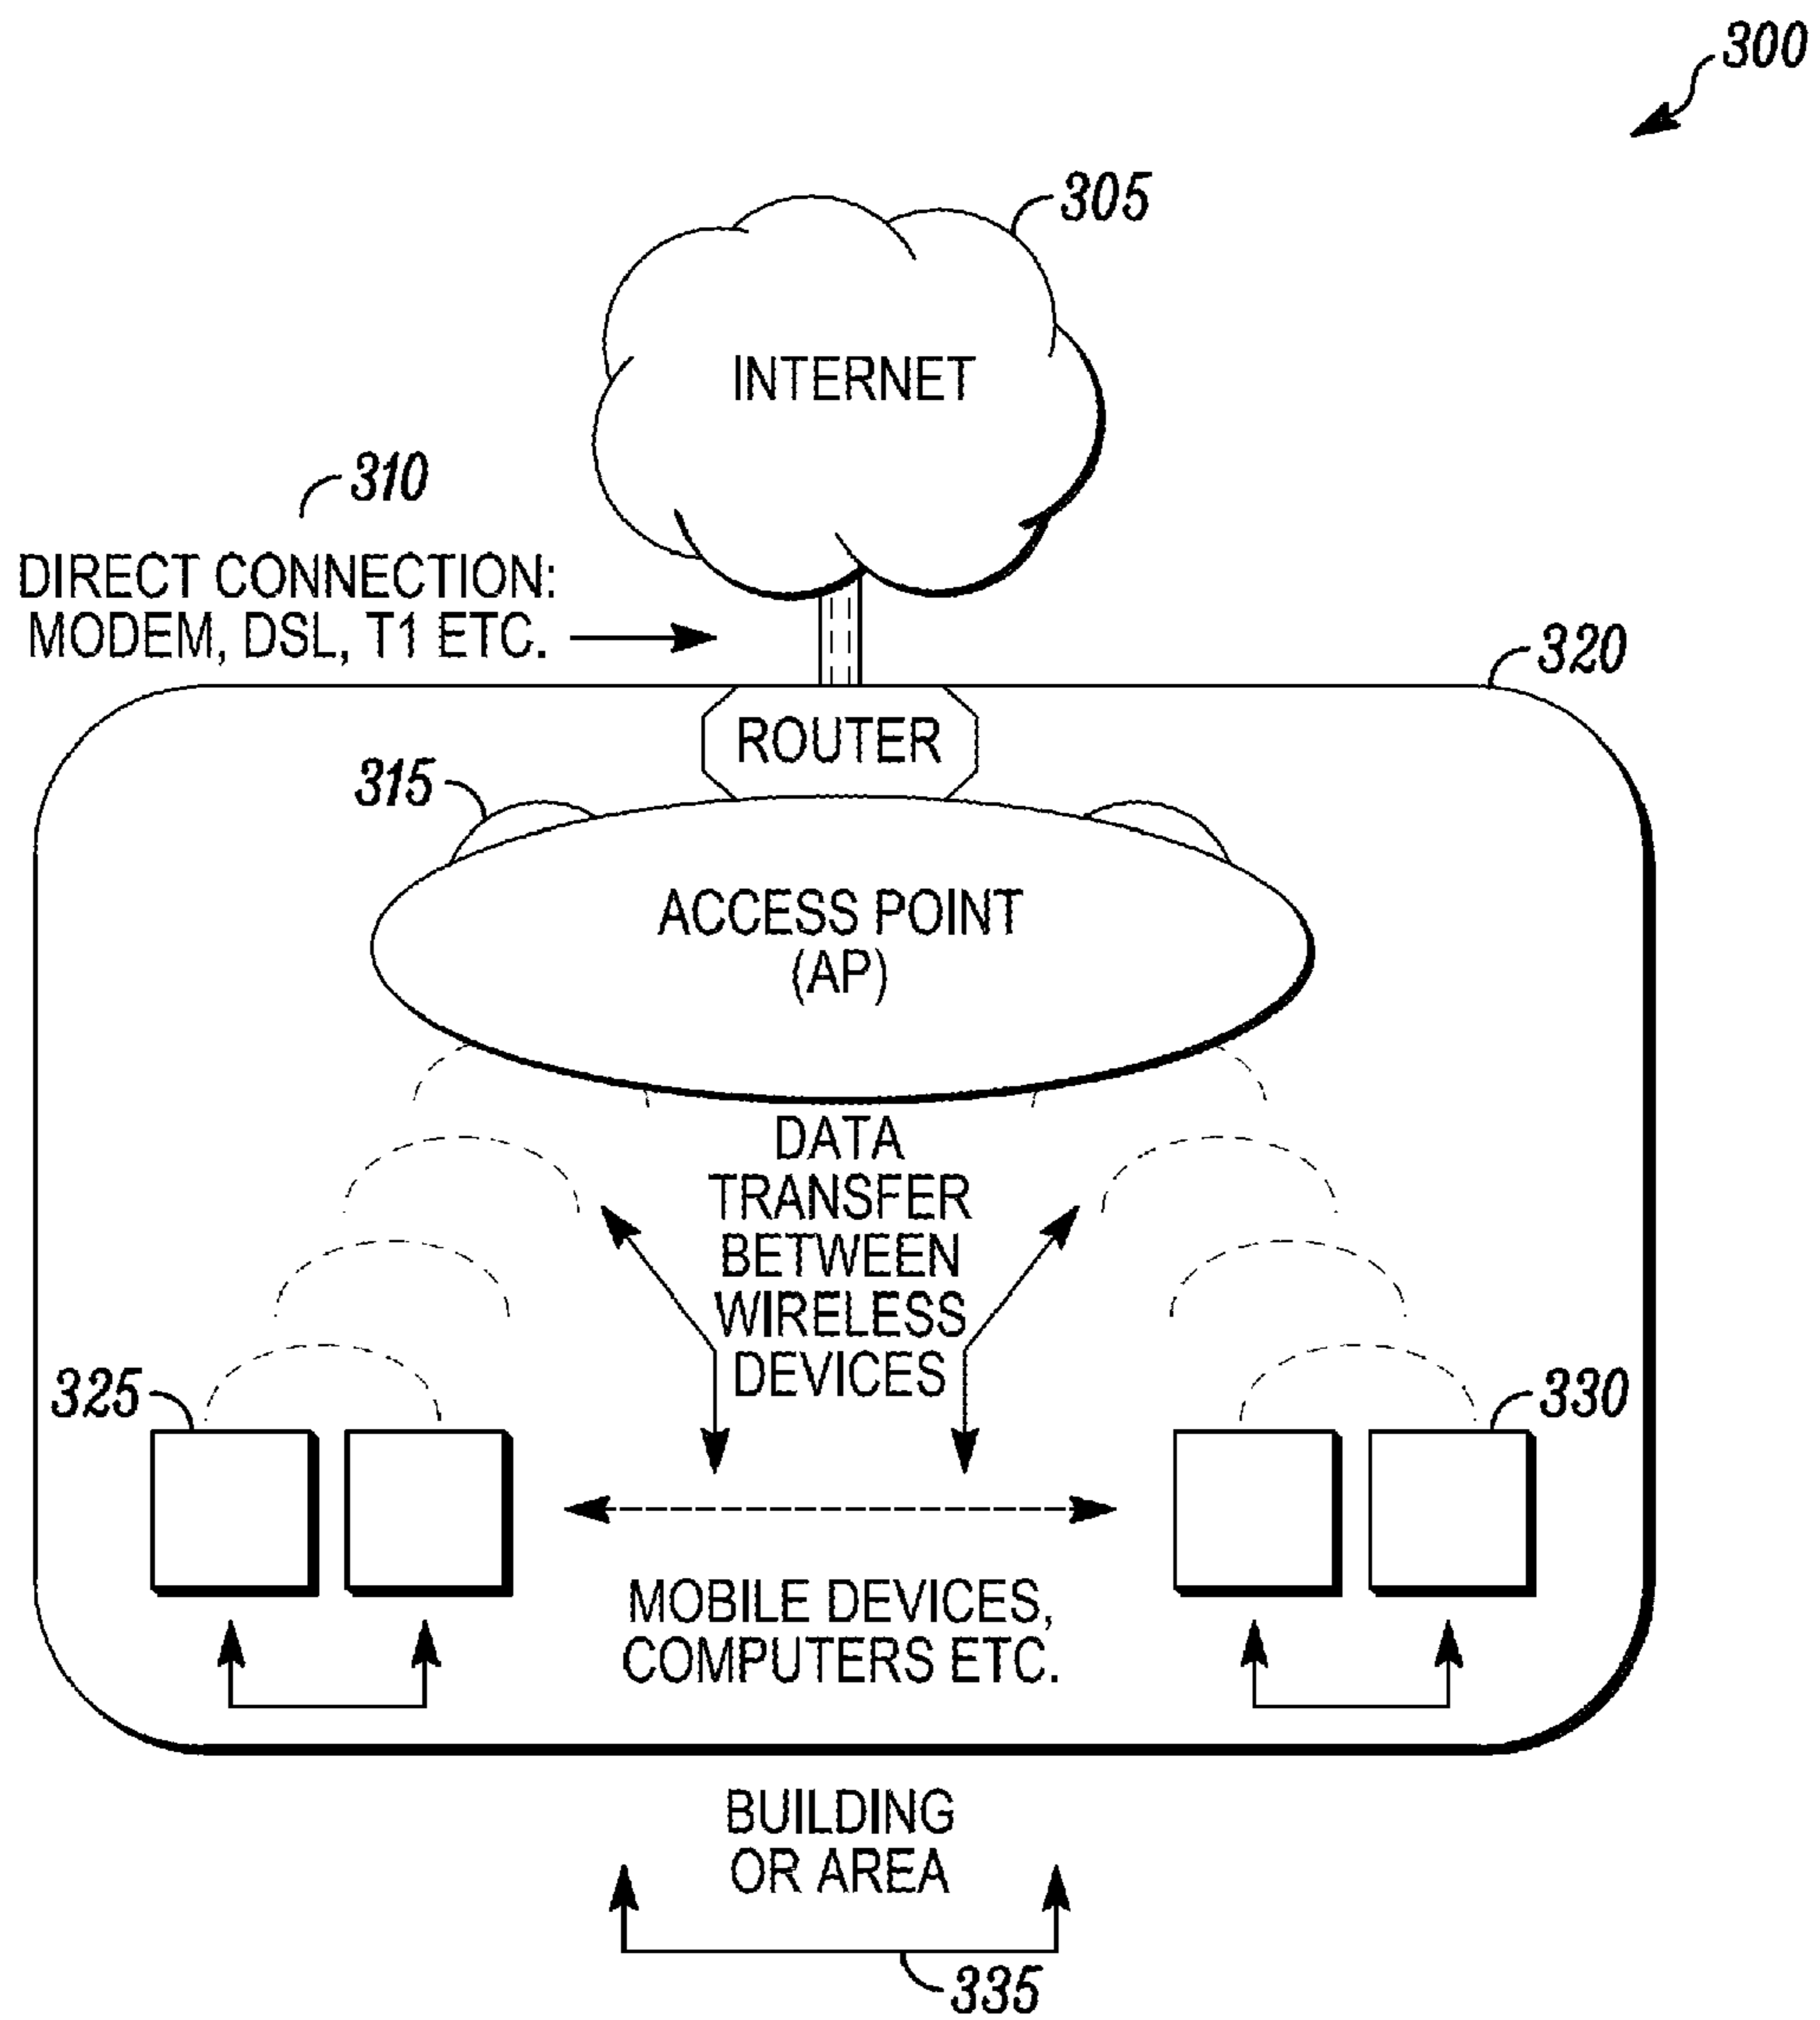 300
305
INTERNET
310
DIRECT CONNECTION:
MODEM, DSL, T1 ETC.
320
ROUTER
315
ACCESS POINT
(AP)
DATA
TRANSFER
BETWEEN
WIRELESS
DEVICES
325
330
MOBILE DEVICES,
COMPUTERS ETC.
BUILDING
OR AREA
335